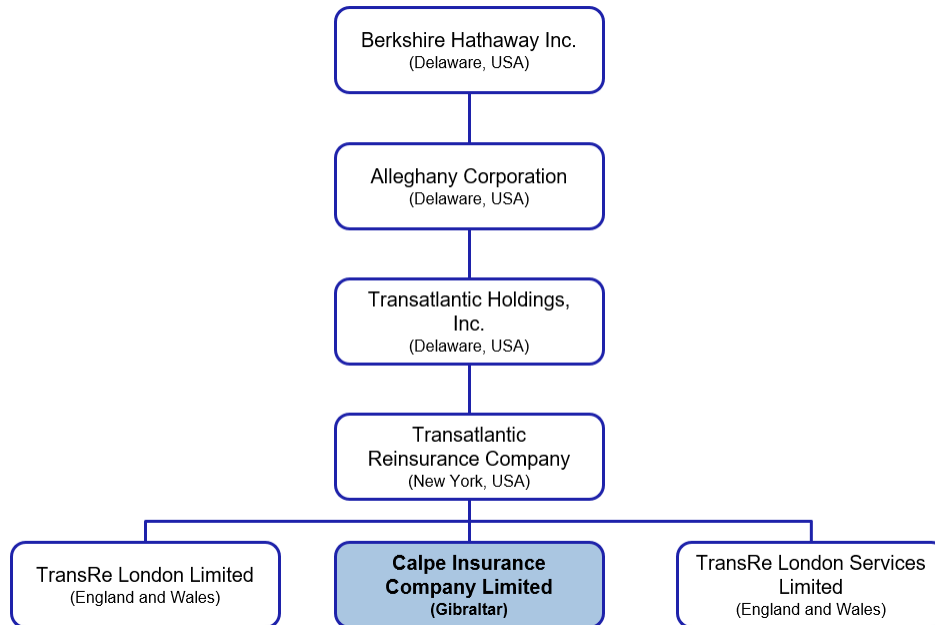 Berkshire Hathaway Inc.
(Delaware, USA)
Alleghany Corporation
(Delaware, USA)
Transatlantic Holdings,
Inc.
(Delaware, USA)
Transatlantic
Reinsurance Company
(New York, USA)
TransRe London Limited
(England and Wales)
Calpe Insurance
Company Limited
(Gibraltar)
TransRe London Services
Limited
(England and Wales)